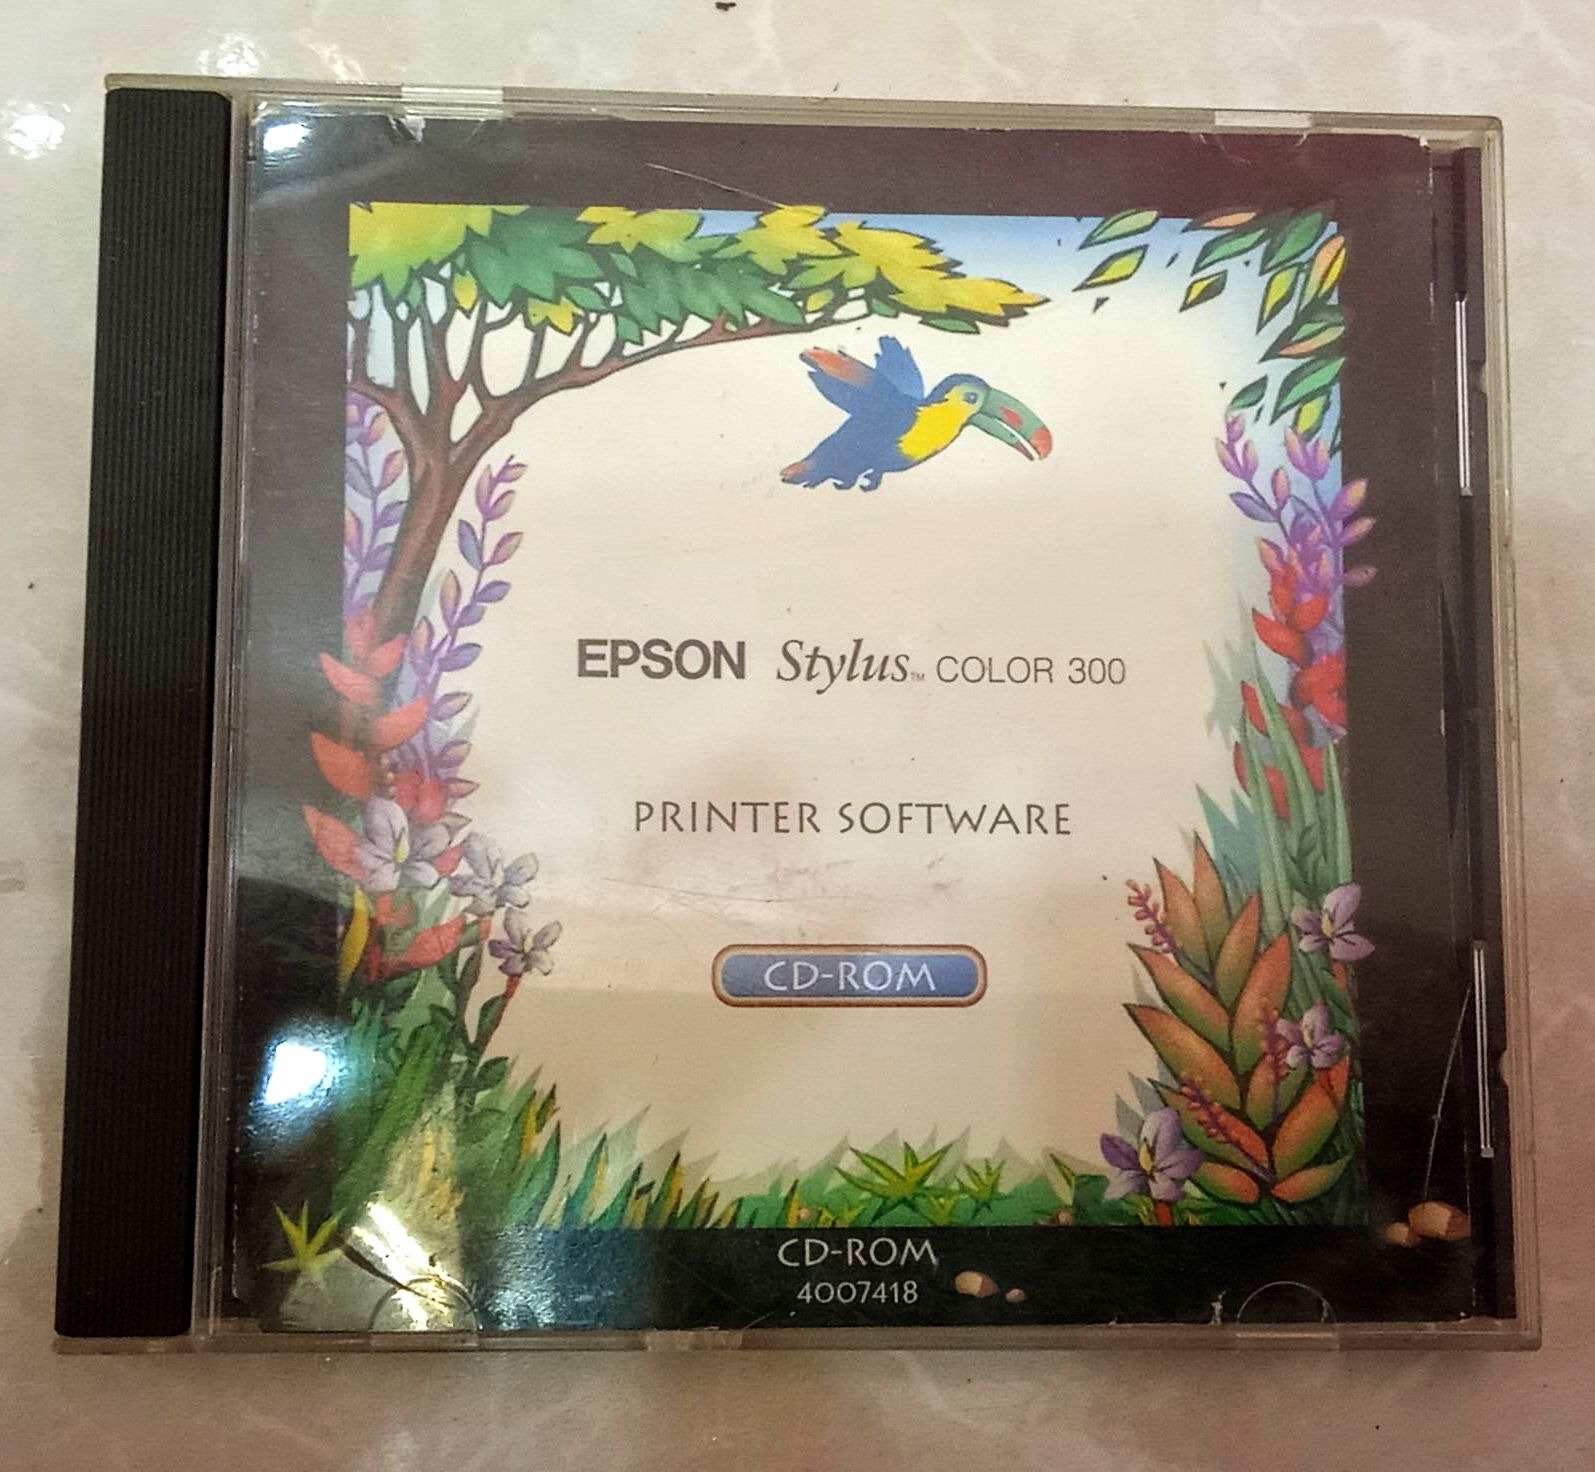 EPSON Stylus™ COLOR 300
PRINTER SOFTWARE
CD-ROM
CD-ROM
4007418